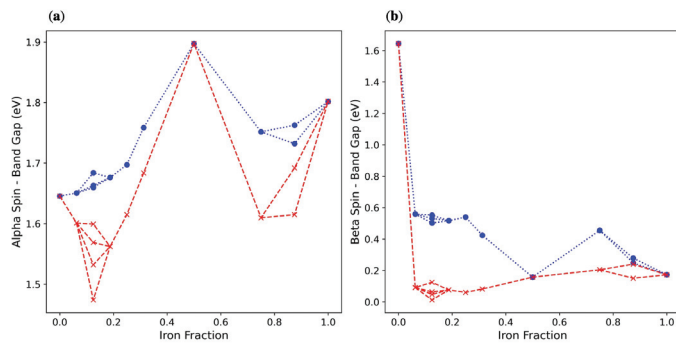 (a)
Alpha Spin - Band Gap (eV)
1.9
1.8
1.7
1.6
1.5
0.0 0.2 0.4 0.6 0.8 1.0
Iron Fraction
(b)
Beta Spin - Band Gap (eV)
1.6
1.4
1.2
1.0
0.8
0.6
0.4
0.2
0.0
0.0 0.2 0.4 0.6 0.8 1.0
Iron Fraction